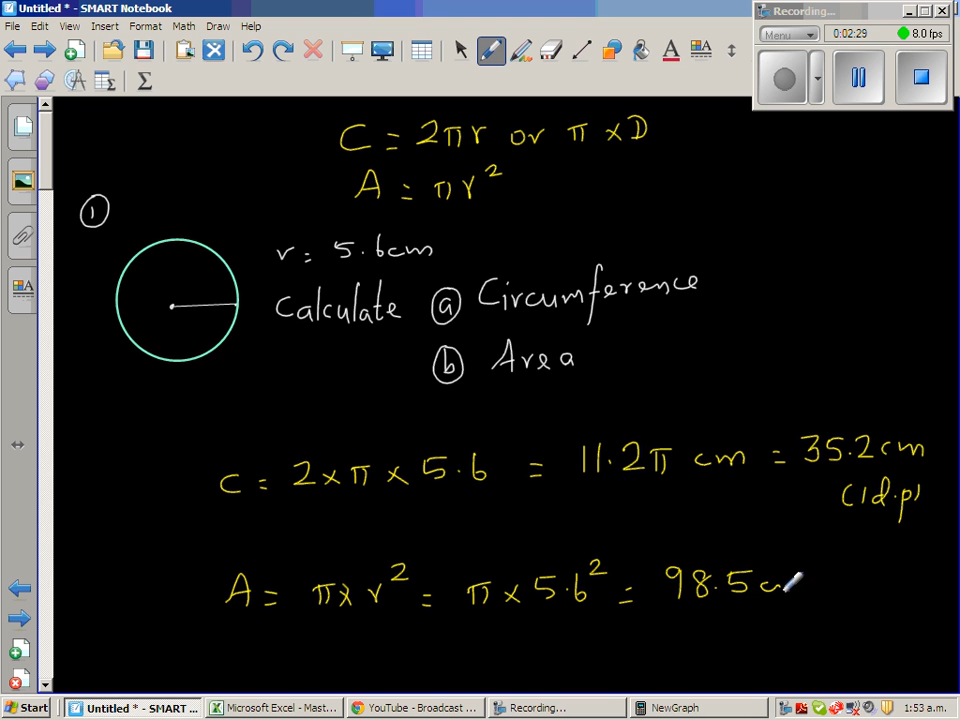 Untitled * - SMART Notebook
Recording...
File Edit View Insert Format Math Draw Help
Menu
0:02:29
8.0 fps
C = 2πr or π × D
A = πr²
①
r = 5.6cm
Calculate ⓐ Circumference
ⓑ Area
C = 2 × π × 5.6 = 11.2π cm = 35.2cm
(1d.p)
A = π × r² = π × 5.6² = 98.5 c
Start
Untitled * - SMART ...
Microsoft Excel - Mast...
YouTube - Broadcast ...
Recording...
NewGraph
1:53 a.m.